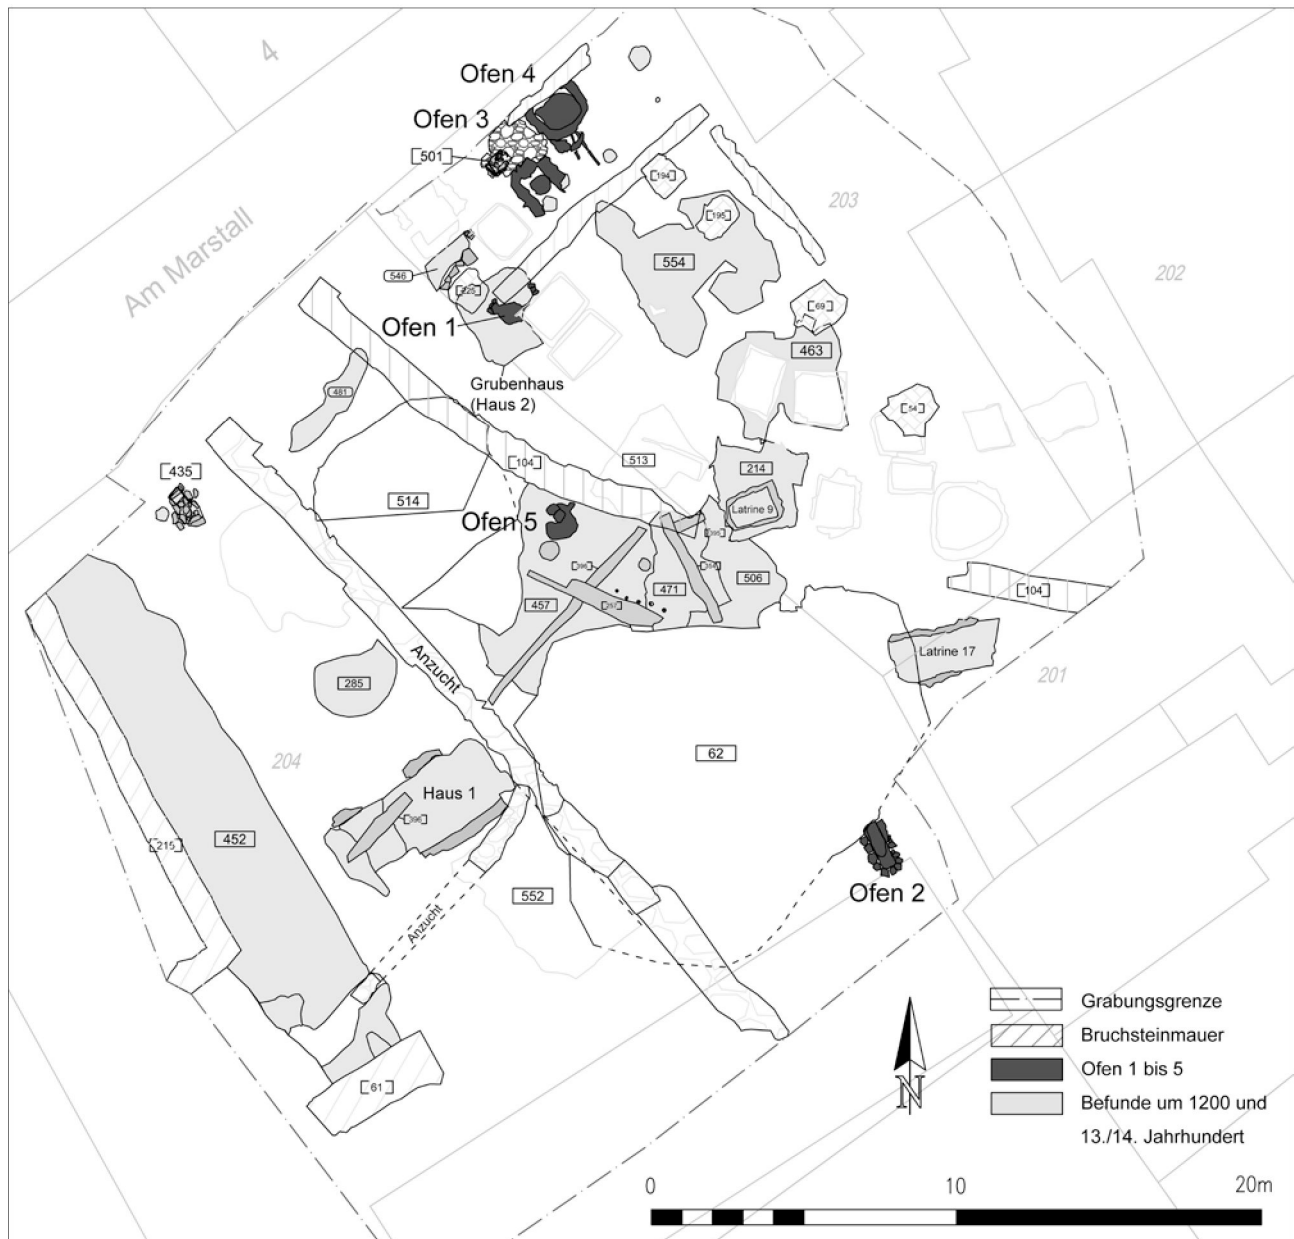 4
Ofen 4
Ofen 3
[501]
[194]
[195]
203
Am Marstall
554
546
[225]
202
[69]
Ofen 1
463
Grubenhaus
(Haus 2)
481
[54]
[435]
[104]
513
214
514
Latrine 9
Ofen 5
[396]
471
506
[104]
457
Latrine 17
Anzucht
201
285
62
204
Haus 1
[396]
[215]
452
552
Ofen 2
Anzucht
[61]
Grabungsgrenze
Bruchsteinmauer
Ofen 1 bis 5
Befunde um 1200 und
13./14. Jahrhundert
N
0 10 20m